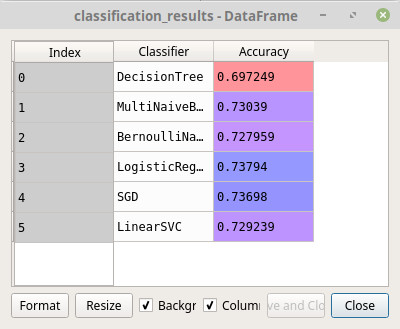 classification_results - DataFrame
Index Classifier Accuracy
0 DecisionTree 0.697249
1 MultiNaiveB… 0.73039
2 BernoulliNa… 0.727959
3 LogisticReg… 0.73794
4 SGD 0.73698
5 LinearSVC 0.729239
Format Resize Backgr Column ve and Clo Close